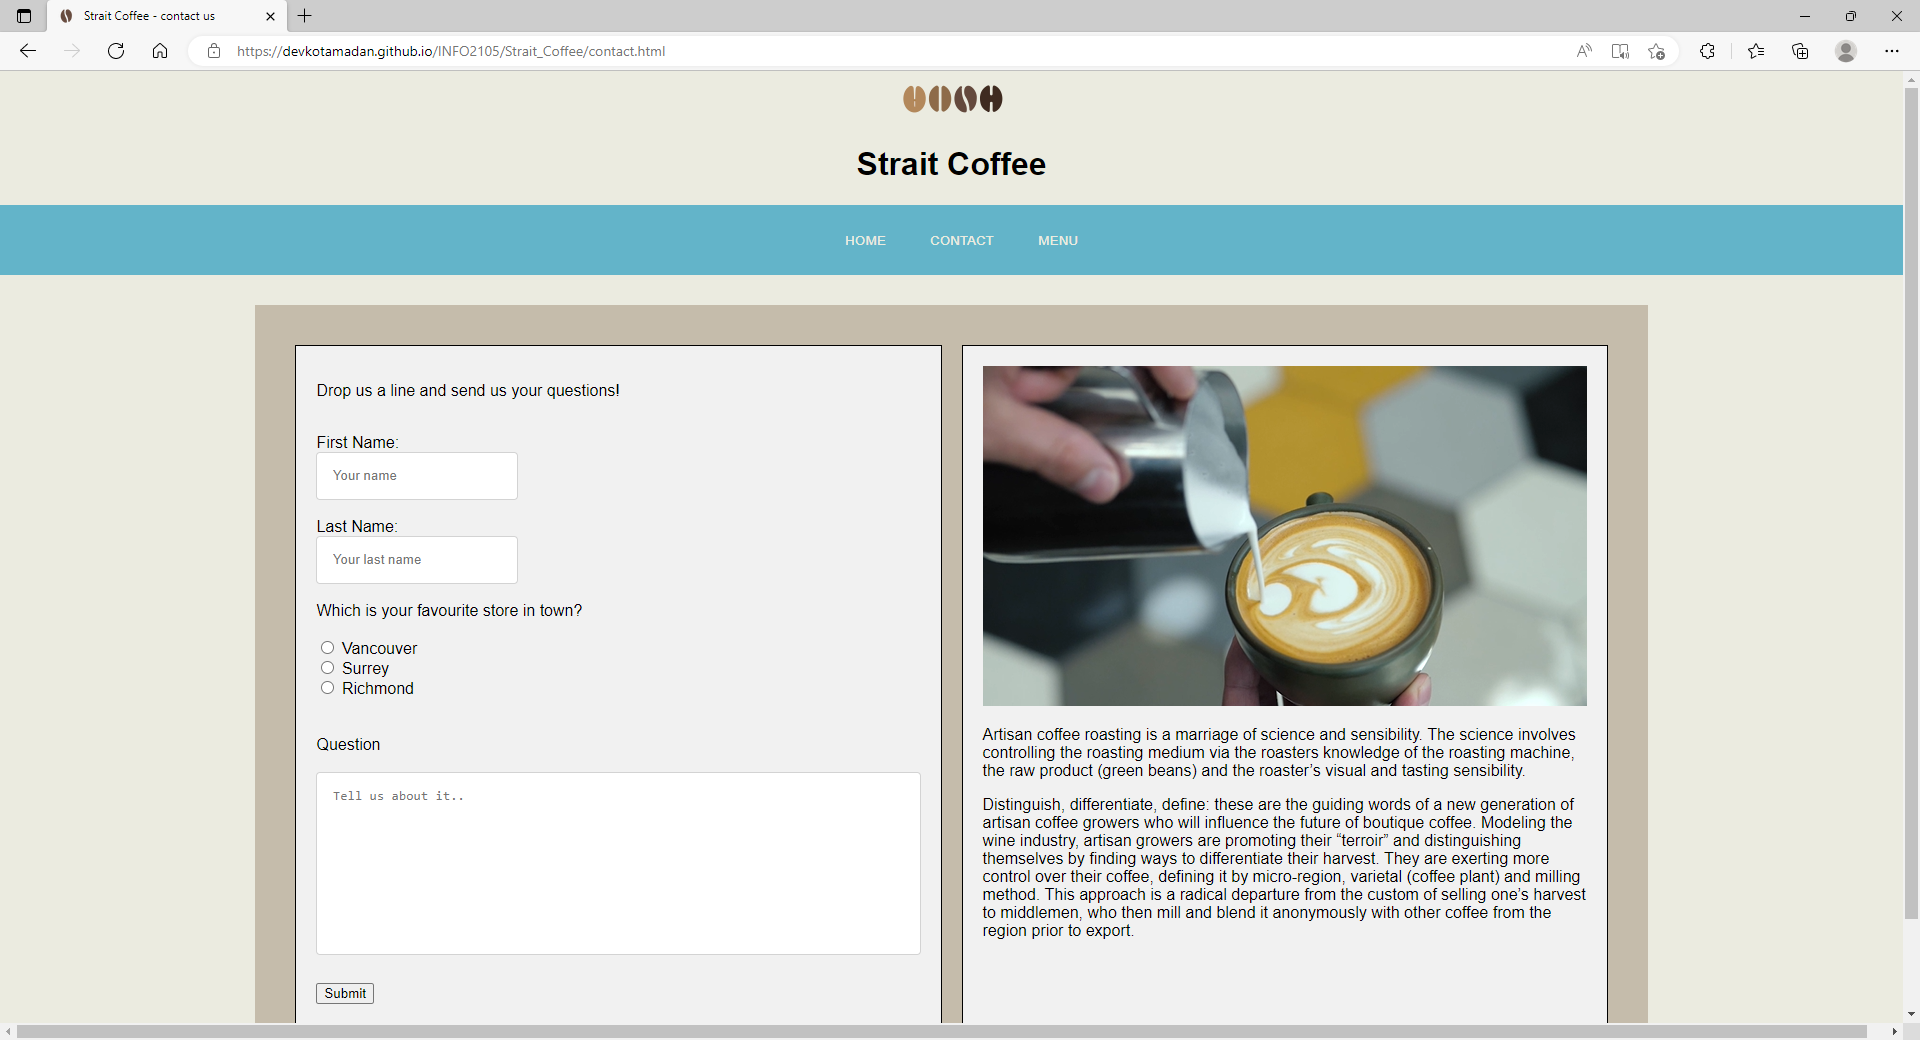 Strait Coffee - contact us
https://devkotamadan.github.io/INFO2105/Strait_Coffee/contact.html
Strait Coffee
HOME CONTACT MENU
Drop us a line and send us your questions!
First Name:
Your name
Last Name:
Your last name
Which is your favourite store in town?
Vancouver
Surrey
Richmond
Question
Tell us about it..
Submit
Artisan coffee roasting is a marriage of science and sensibility. The science involves
controlling the roasting medium via the roasters knowledge of the roasting machine,
the raw product (green beans) and the roaster’s visual and tasting sensibility.
Distinguish, differentiate, define: these are the guiding words of a new generation of
artisan coffee growers who will influence the future of boutique coffee. Modeling the
wine industry, artisan growers are promoting their “terroir” and distinguishing
themselves by finding ways to differentiate their harvest. They are exerting more
control over their coffee, defining it by micro-region, varietal (coffee plant) and milling
method. This approach is a radical departure from the custom of selling one’s harvest
to middlemen, who then mill and blend it anonymously with other coffee from the
region prior to export.